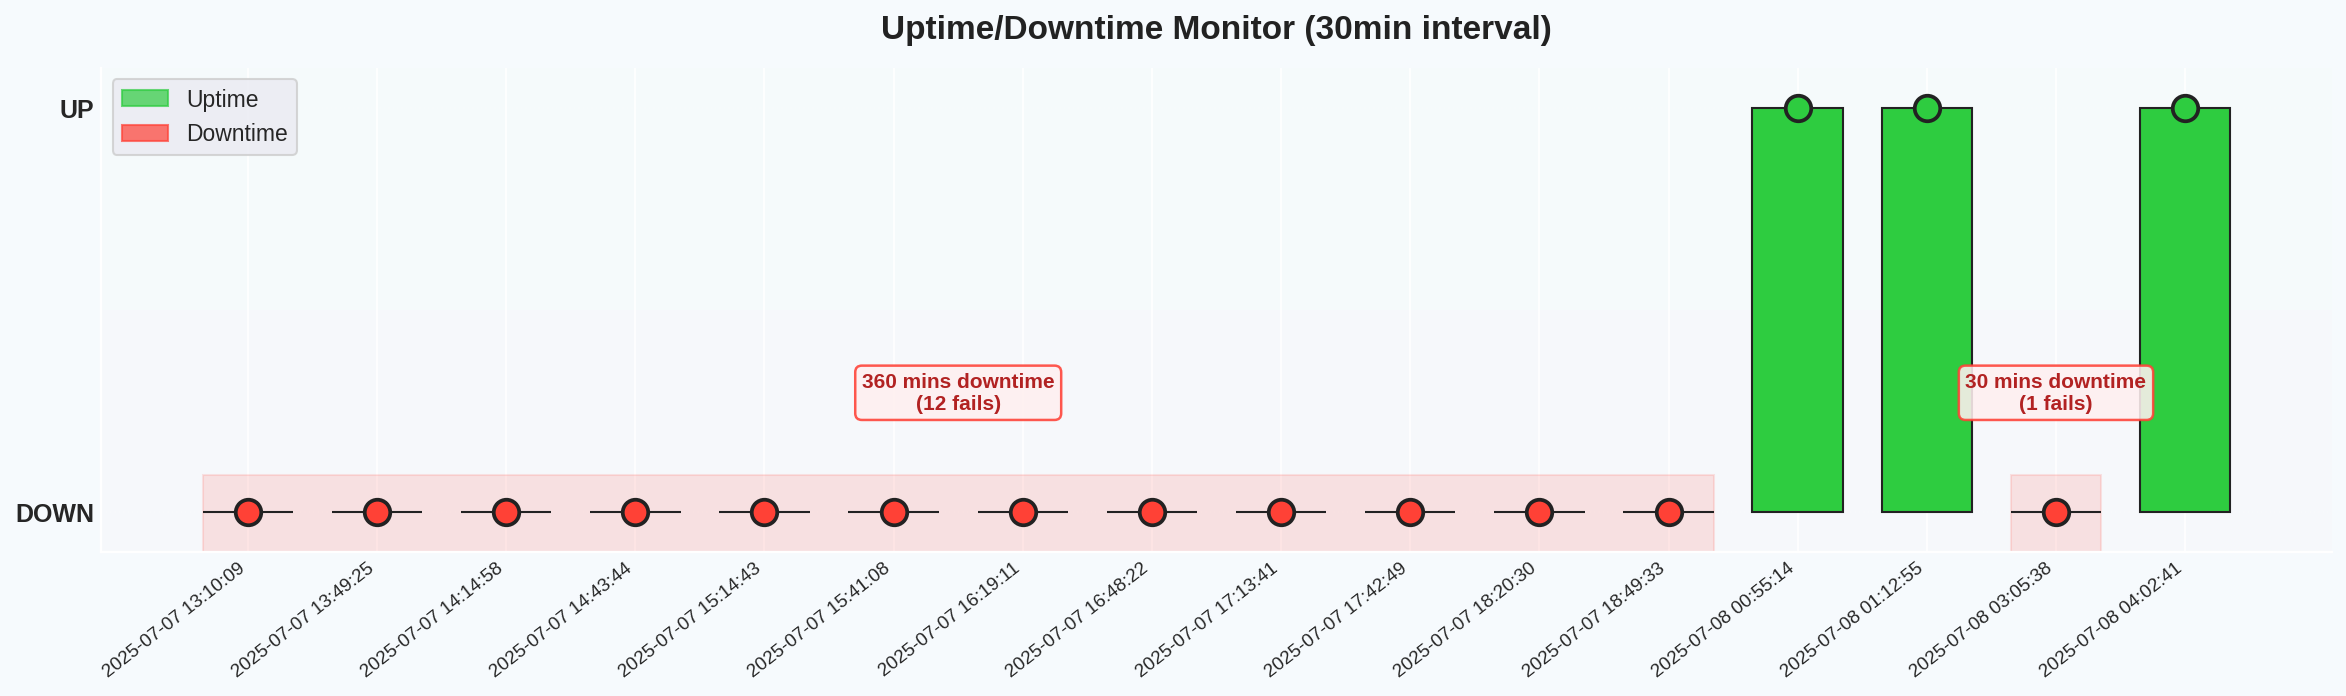 Uptime/Downtime Monitor (30min interval)
UP
Uptime
Downtime
360 mins downtime
(12 fails)
30 mins downtime
(1 fails)
DOWN
2025-07-07 13:10:09
2025-07-07 13:49:25
2025-07-07 14:14:58
2025-07-07 14:43:44
2025-07-07 15:14:43
2025-07-07 15:41:08
2025-07-07 16:19:11
2025-07-07 16:48:22
2025-07-07 17:13:41
2025-07-07 17:42:49
2025-07-07 18:20:30
2025-07-07 18:49:33
2025-07-08 00:55:14
2025-07-08 01:12:55
2025-07-08 03:05:38
2025-07-08 04:02:41